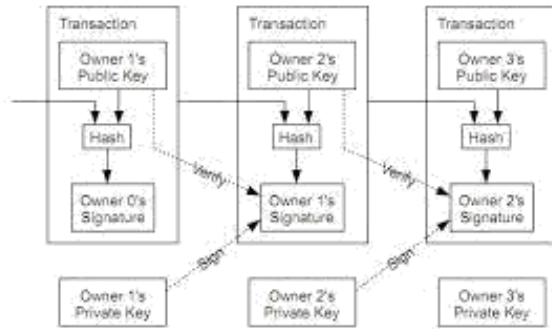 Transaction
Transaction
Transaction
Owner 1's
Public Key
Owner 2's
Public Key
Owner 3's
Public Key
Hash
Hash
Hash
Verify
Verify
Owner 0's
Signature
Owner 1's
Signature
Owner 2's
Signature
Sign
Sign
Owner 1's
Private Key
Owner 2's
Private Key
Owner 3's
Private Key